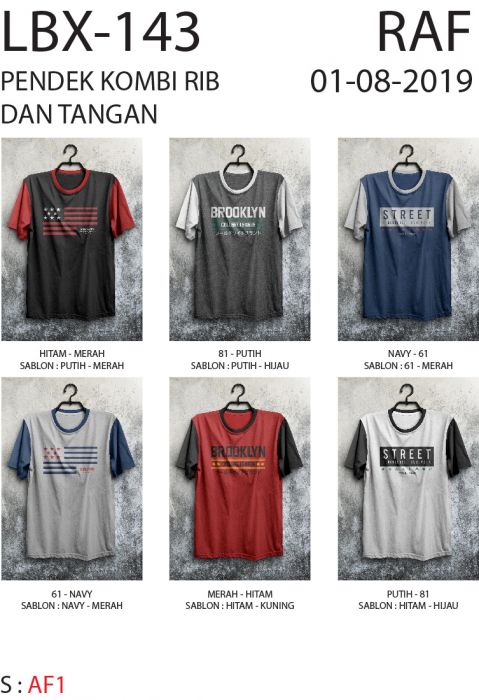 LBX-143
RAF
PENDEK KOMBI RIB
01-08-2019
DAN TANGAN
BROOKLYN
STREET
HITAM - MERAH
SABLON : PUTIH - MERAH
81 - PUTIH
SABLON : PUTIH - HIJAU
NAVY - 61
SABLON : 61 - MERAH
BROOKLYN
STREET
61 - NAVY
SABLON : NAVY - MERAH
MERAH - HITAM
SABLON : HITAM - KUNING
PUTIH - 81
SABLON : HITAM - HIJAU
S : AF1